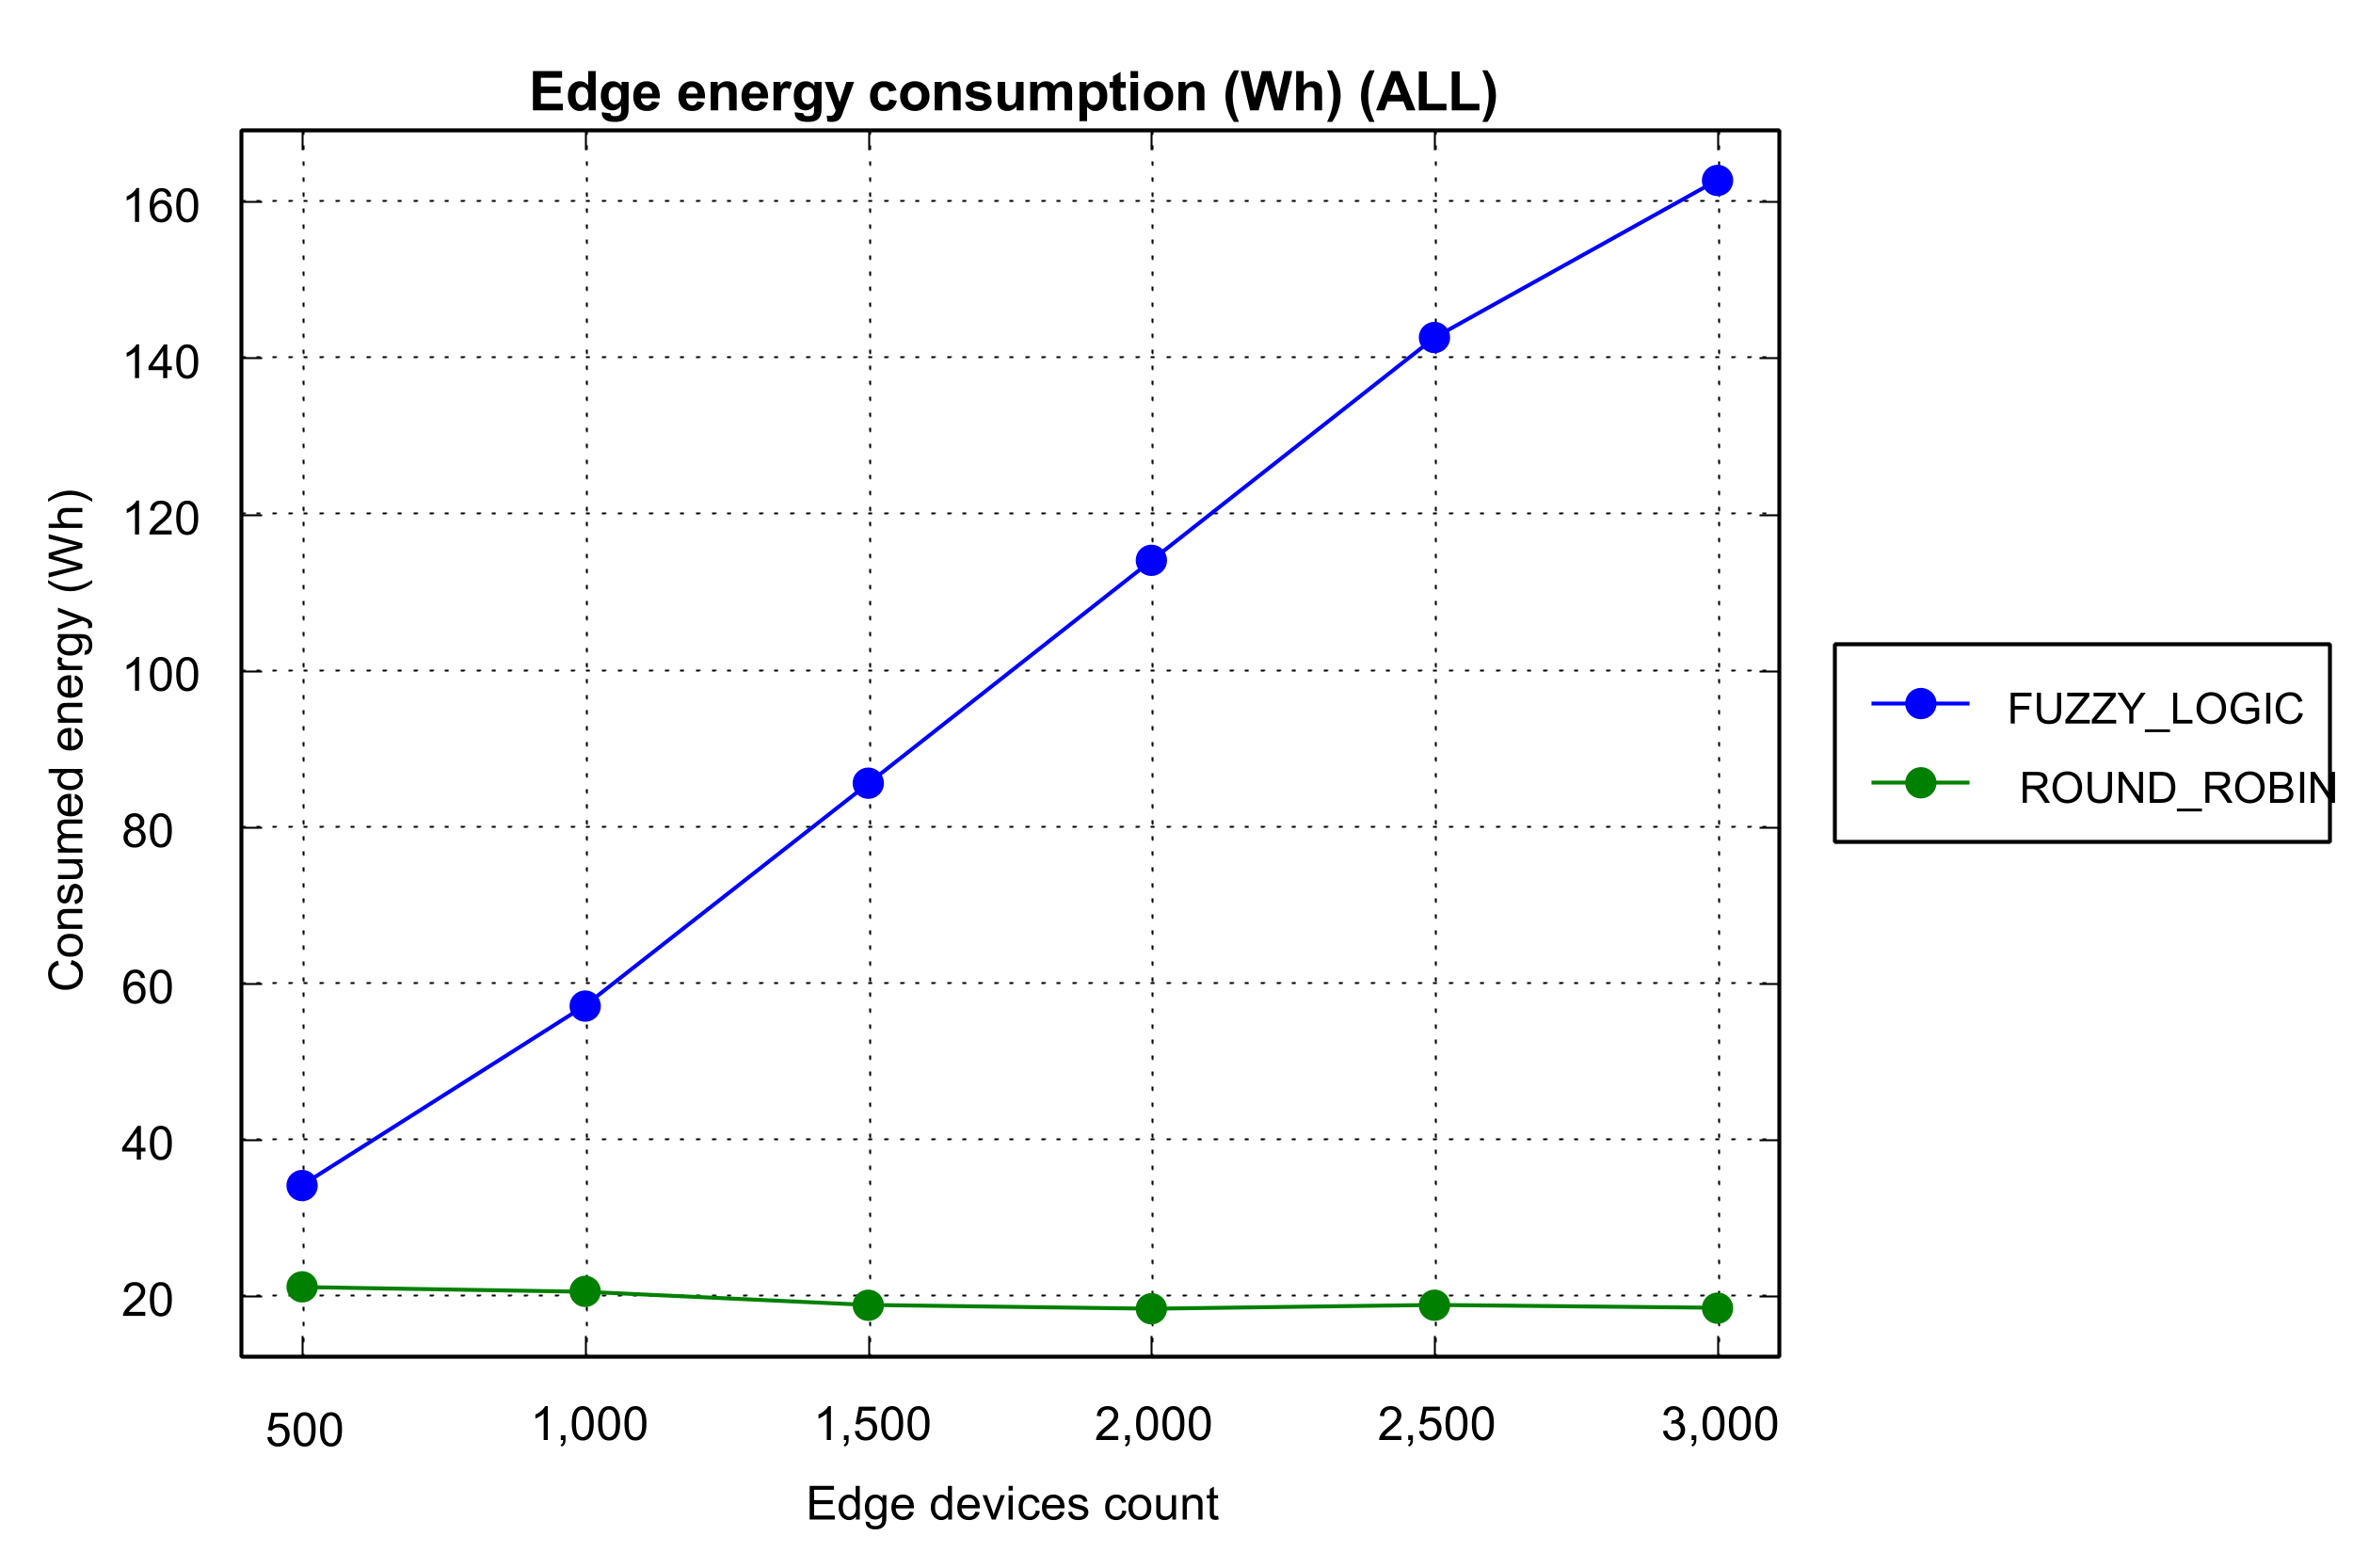 Edge energy consumption (Wh) (ALL)
Consumed energy (Wh)
160
140
120
100
80
60
40
20
500 1,000 1,500 2,000 2,500 3,000
Edge devices count
FUZZY_LOGIC
ROUND_ROBIN